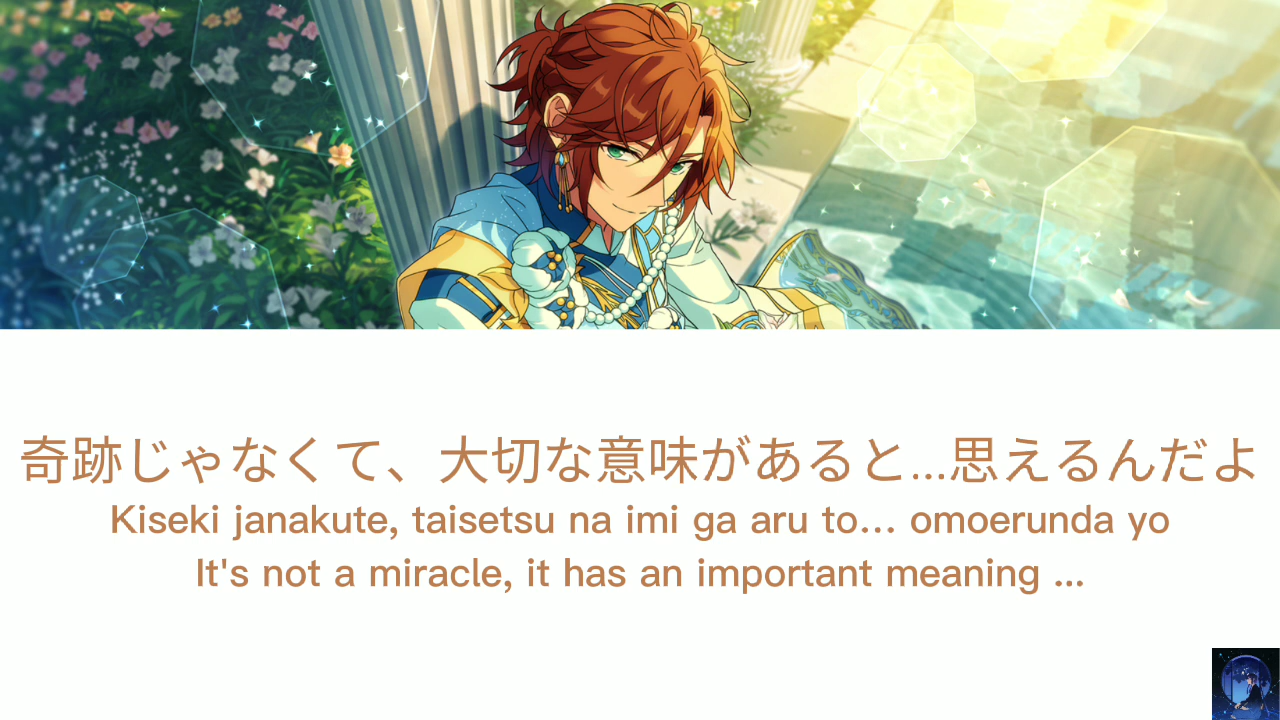 奇跡じゃなくて、大切な意味があると...思えるんだよ
Kiseki janakute, taisetsu na imi ga aru to... omoerunda yo
It's not a miracle, it has an important meaning ...